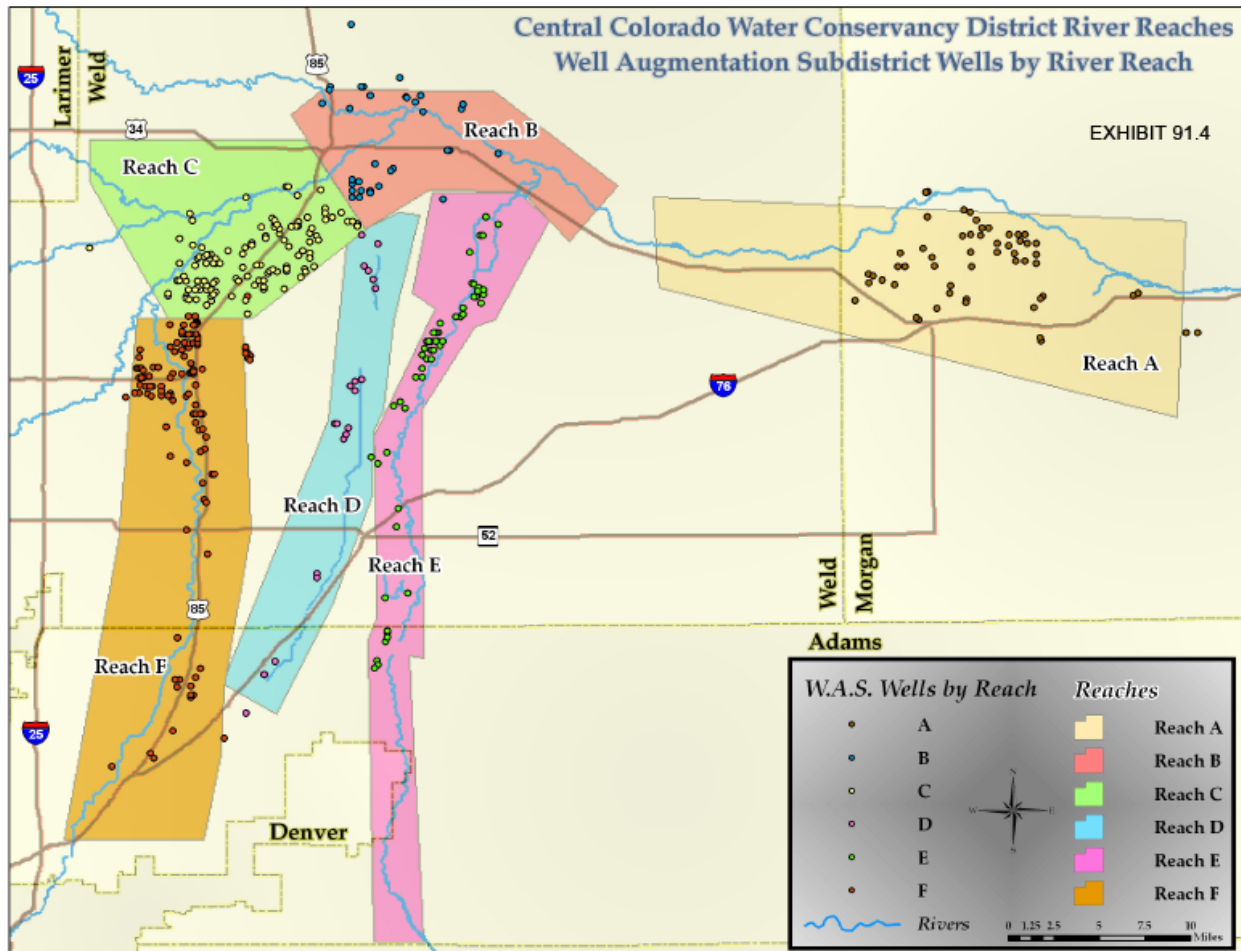 Central Colorado Water Conservancy District River Reaches
Well Augmentation Subdistrict Wells by River Reach
EXHIBIT 91.4
25
Larimer
Weld
85
34
Reach B
Reach C
Reach A
76
Reach D
52
Reach E
Weld
Morgan
85
Adams
Reach F
25
Denver
W.A.S. Wells by Reach
Reaches
A
Reach A
B
Reach B
C
Reach C
D
Reach D
E
Reach E
F
Reach F
N
W
E
S
Rivers
0 1.25 2.5 5 7.5 10
Miles